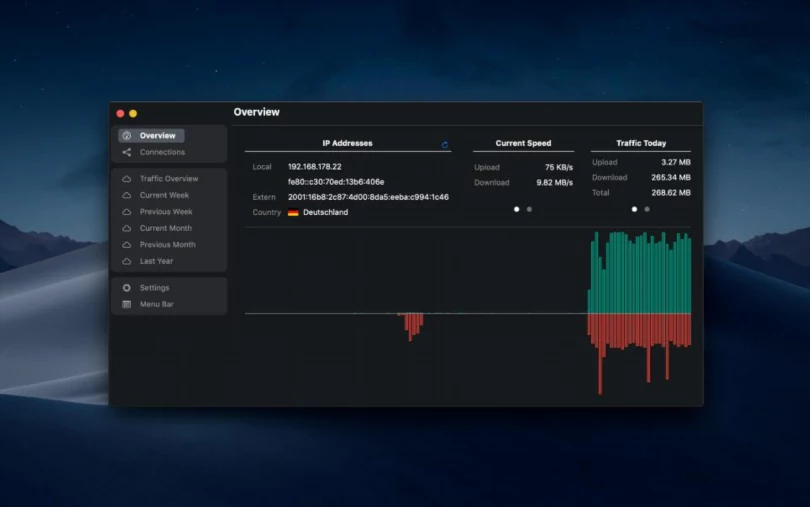 Overview
Overview
Connections
Traffic Overview
Current Week
Previous Week
Current Month
Previous Month
Last Year
Settings
Menu Bar
IP Addresses
Local 192.168.178.22
fe80::c30:70ed:13b6:406e
Extern 2001:16b8:2c87:4d00:8da5:eeba:c994:1c46
Country Deutschland
Current Speed
Upload 75 KB/s
Download 9.82 MB/s
Traffic Today
Upload 3.27 MB
Download 265.34 MB
Total 268.62 MB